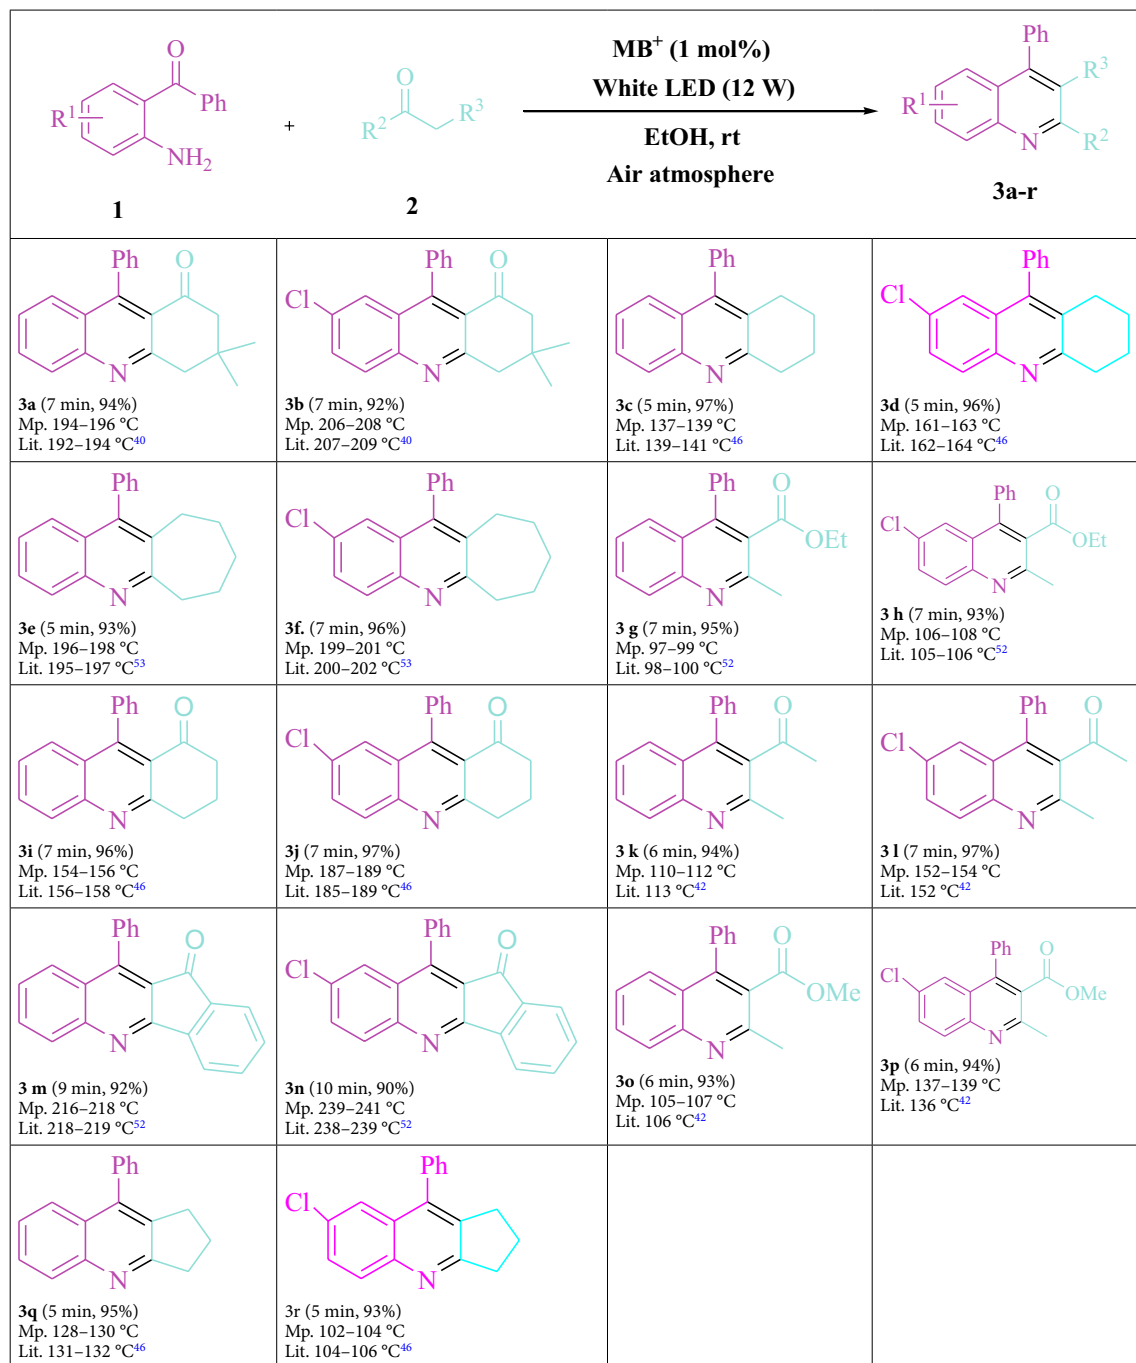 O
R¹
Ph
NH₂
1
+
O
R²
R³
2
MB⁺ (1 mol%)
White LED (12 W)
EtOH, rt
Air atmosphere
Ph
R³
R¹
N
R²
3a-r
Ph
O
N
3a (7 min, 94%)
Mp. 194–196 °C
Lit. 192–194 °C⁴⁰
Ph
O
Cl
N
3b (7 min, 92%)
Mp. 206–208 °C
Lit. 207–209 °C⁴⁰
Ph
N
3c (5 min, 97%)
Mp. 137–139 °C
Lit. 139–141 °C⁴⁶
Ph
Cl
N
3d (5 min, 96%)
Mp. 161–163 °C
Lit. 162–164 °C⁴⁶
Ph
N
3e (5 min, 93%)
Mp. 196–198 °C
Lit. 195–197 °C⁵³
Ph
Cl
N
3f. (7 min, 96%)
Mp. 199–201 °C
Lit. 200–202 °C⁵³
Ph
O
OEt
N
3 g (7 min, 95%)
Mp. 97–99 °C
Lit. 98–100 °C⁵²
Ph
O
Cl
OEt
N
3 h (7 min, 93%)
Mp. 106–108 °C
Lit. 105–106 °C⁵²
Ph
O
N
3i (7 min, 96%)
Mp. 154–156 °C
Lit. 156–158 °C⁴⁶
Ph
O
Cl
N
3j (7 min, 97%)
Mp. 187–189 °C
Lit. 185–189 °C⁴⁶
Ph
O
N
3 k (6 min, 94%)
Mp. 110–112 °C
Lit. 113 °C⁴²
Ph
O
Cl
N
3 l (7 min, 97%)
Mp. 152–154 °C
Lit. 152 °C⁴²
Ph
O
N
3 m (9 min, 92%)
Mp. 216–218 °C
Lit. 218–219 °C⁵²
Ph
O
Cl
N
3n (10 min, 90%)
Mp. 239–241 °C
Lit. 238–239 °C⁵²
Ph
O
OMe
N
3o (6 min, 93%)
Mp. 105–107 °C
Lit. 106 °C⁴²
Ph
O
Cl
OMe
N
3p (6 min, 94%)
Mp. 137–139 °C
Lit. 136 °C⁴²
Ph
N
3q (5 min, 95%)
Mp. 128–130 °C
Lit. 131–132 °C⁴⁶
Ph
Cl
N
3r (5 min, 93%)
Mp. 102–104 °C
Lit. 104–106 °C⁴⁶